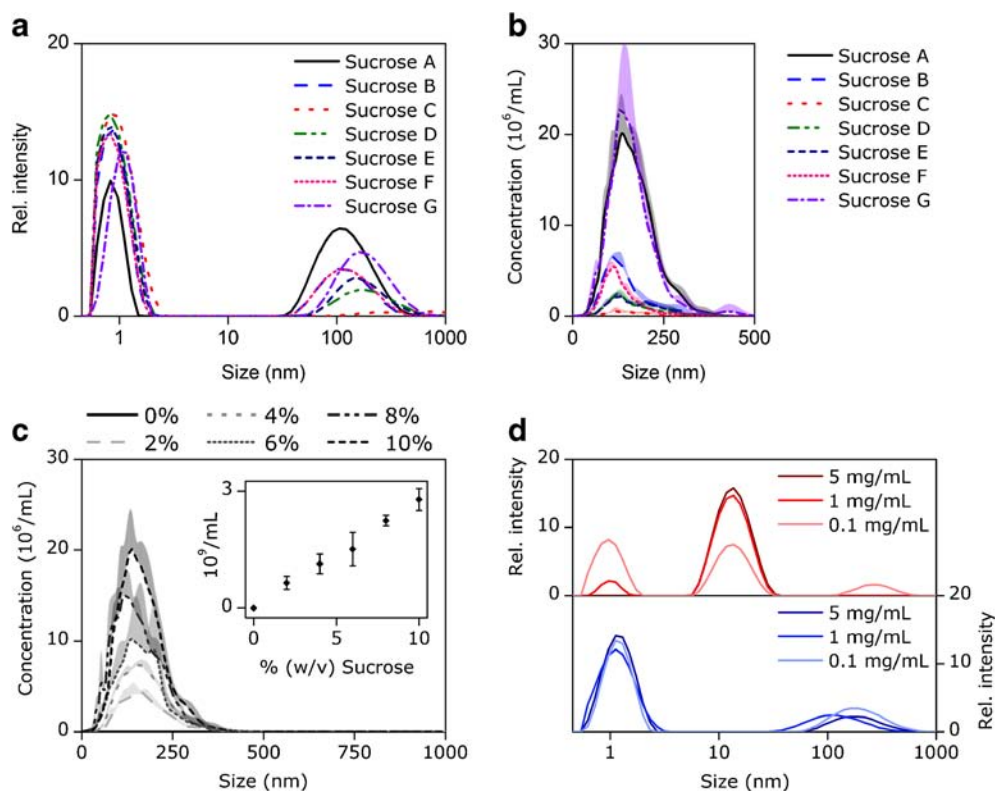 a
20
10
0
Rel. intensity
1
10
100
1000
Size (nm)
Sucrose A
Sucrose B
Sucrose C
Sucrose D
Sucrose E
Sucrose F
Sucrose G
b
30
20
10
0
Concentration (10⁶/mL)
0
250
500
Size (nm)
Sucrose A
Sucrose B
Sucrose C
Sucrose D
Sucrose E
Sucrose F
Sucrose G
c
0% 4% 8%
2% 6% 10%
30
20
10
0
Concentration (10⁶/mL)
0
250
500
750
1000
Size (nm)
3
0
10⁹/mL
0
5
10
% (w/v) Sucrose
d
20
10
0
Rel. intensity
5 mg/mL
1 mg/mL
0.1 mg/mL
20
10
0
Rel. intensity
5 mg/mL
1 mg/mL
0.1 mg/mL
1
10
100
1000
Size (nm)